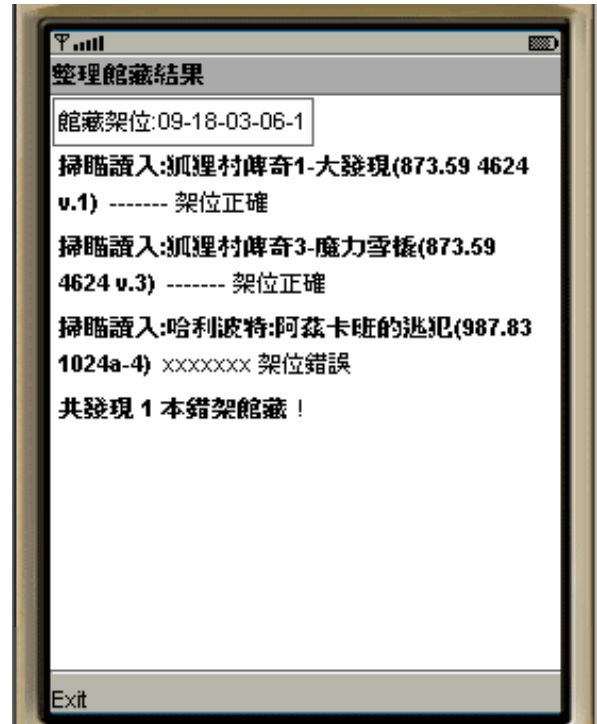 整理館藏結果
館藏架位:09-18-03-06-1
掃瞄讀入:狐狸村傳奇1-大發現(873.59 4624
v.1) ------- 架位正確
掃瞄讀入:狐狸村傳奇3-魔力雪橇(873.59
4624 v.3) ------- 架位正確
掃瞄讀入:哈利波特:阿茲卡班的逃犯(987.83
1024a-4) xxxxxxx 架位錯誤
共發現 1 本錯架館藏！
Exit